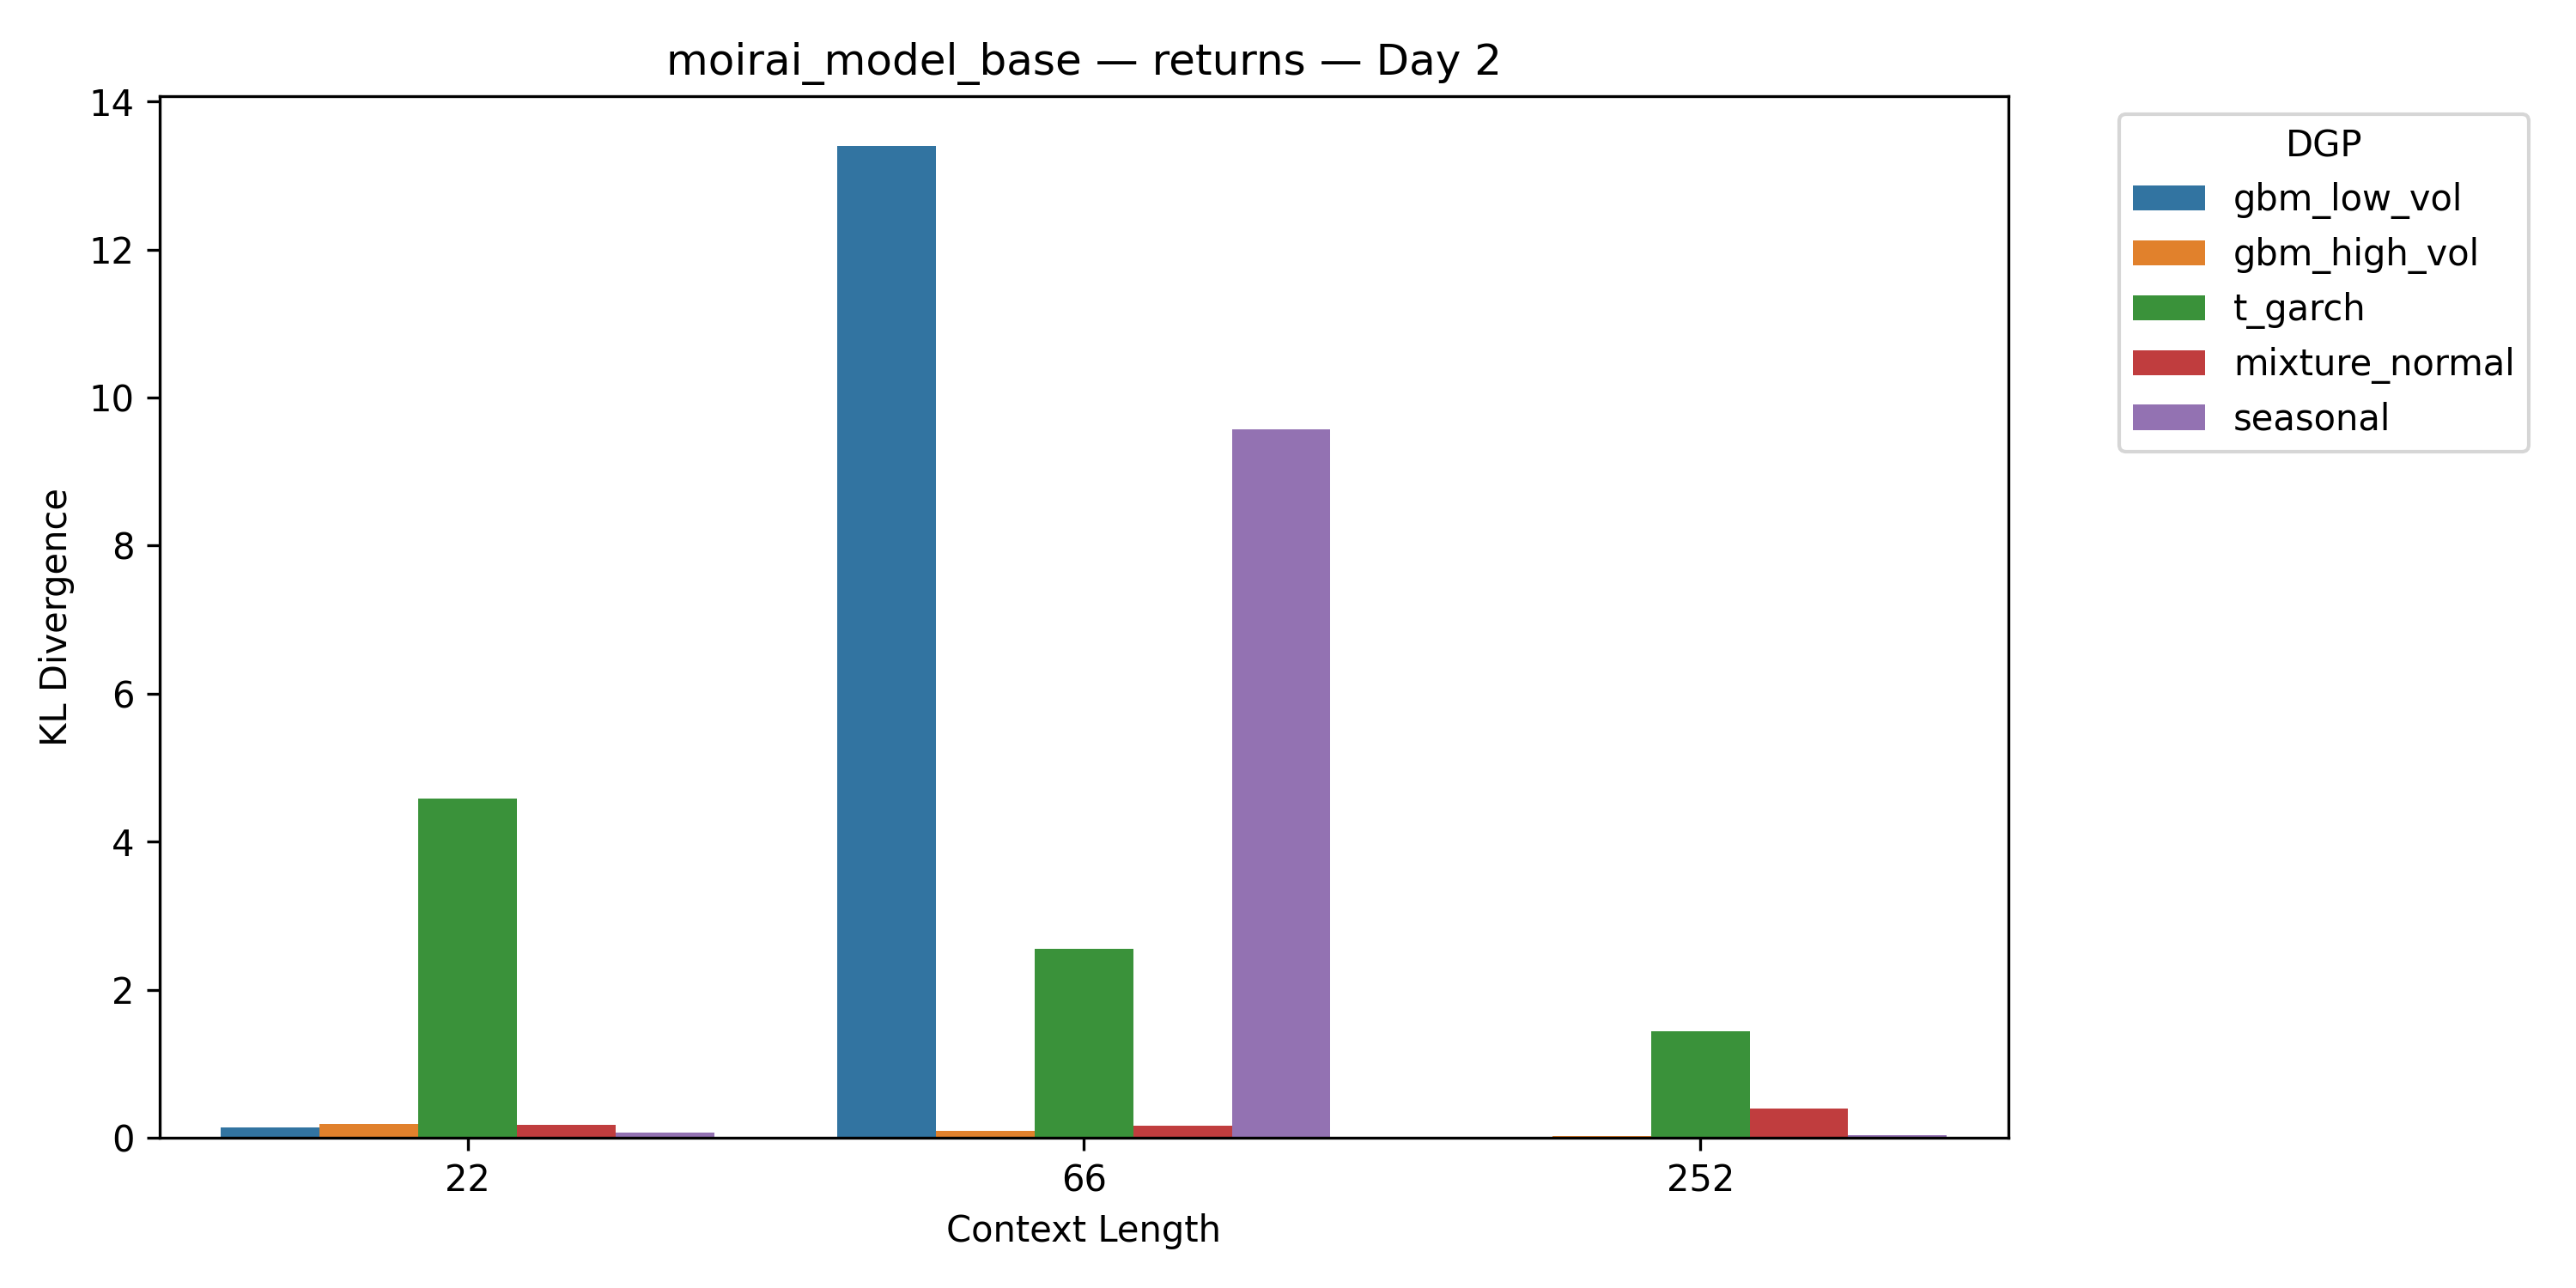 moirai_model_base — returns — Day 2
14
12
10
8
6
4
2
0
KL Divergence
22
66
252
Context Length
DGP
gbm_low_vol
gbm_high_vol
t_garch
mixture_normal
seasonal